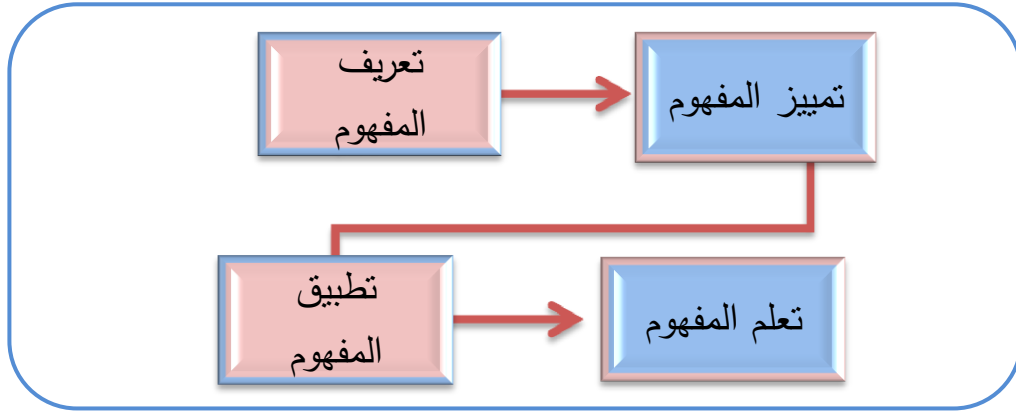 تعريف
المفهوم
تمييز المفهوم
تطبيق
المفهوم
تعلم المفهوم